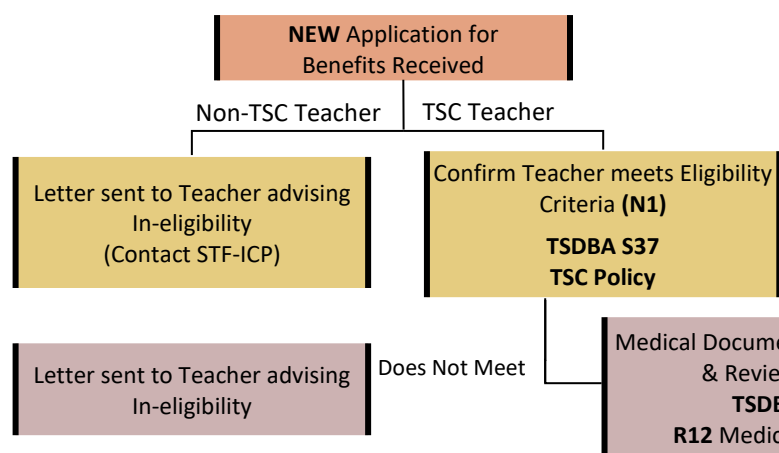 NEW Application for
Benefits Received
Non-TSC Teacher
TSC Teacher
Letter sent to Teacher advising
In-eligibility
(Contact STF-ICP)
Confirm Teacher meets Eligibility
Criteria (N1)
TSDBA S37
TSC Policy
Letter sent to Teacher advising
In-eligibility
Does Not Meet
Medical
& 
R12